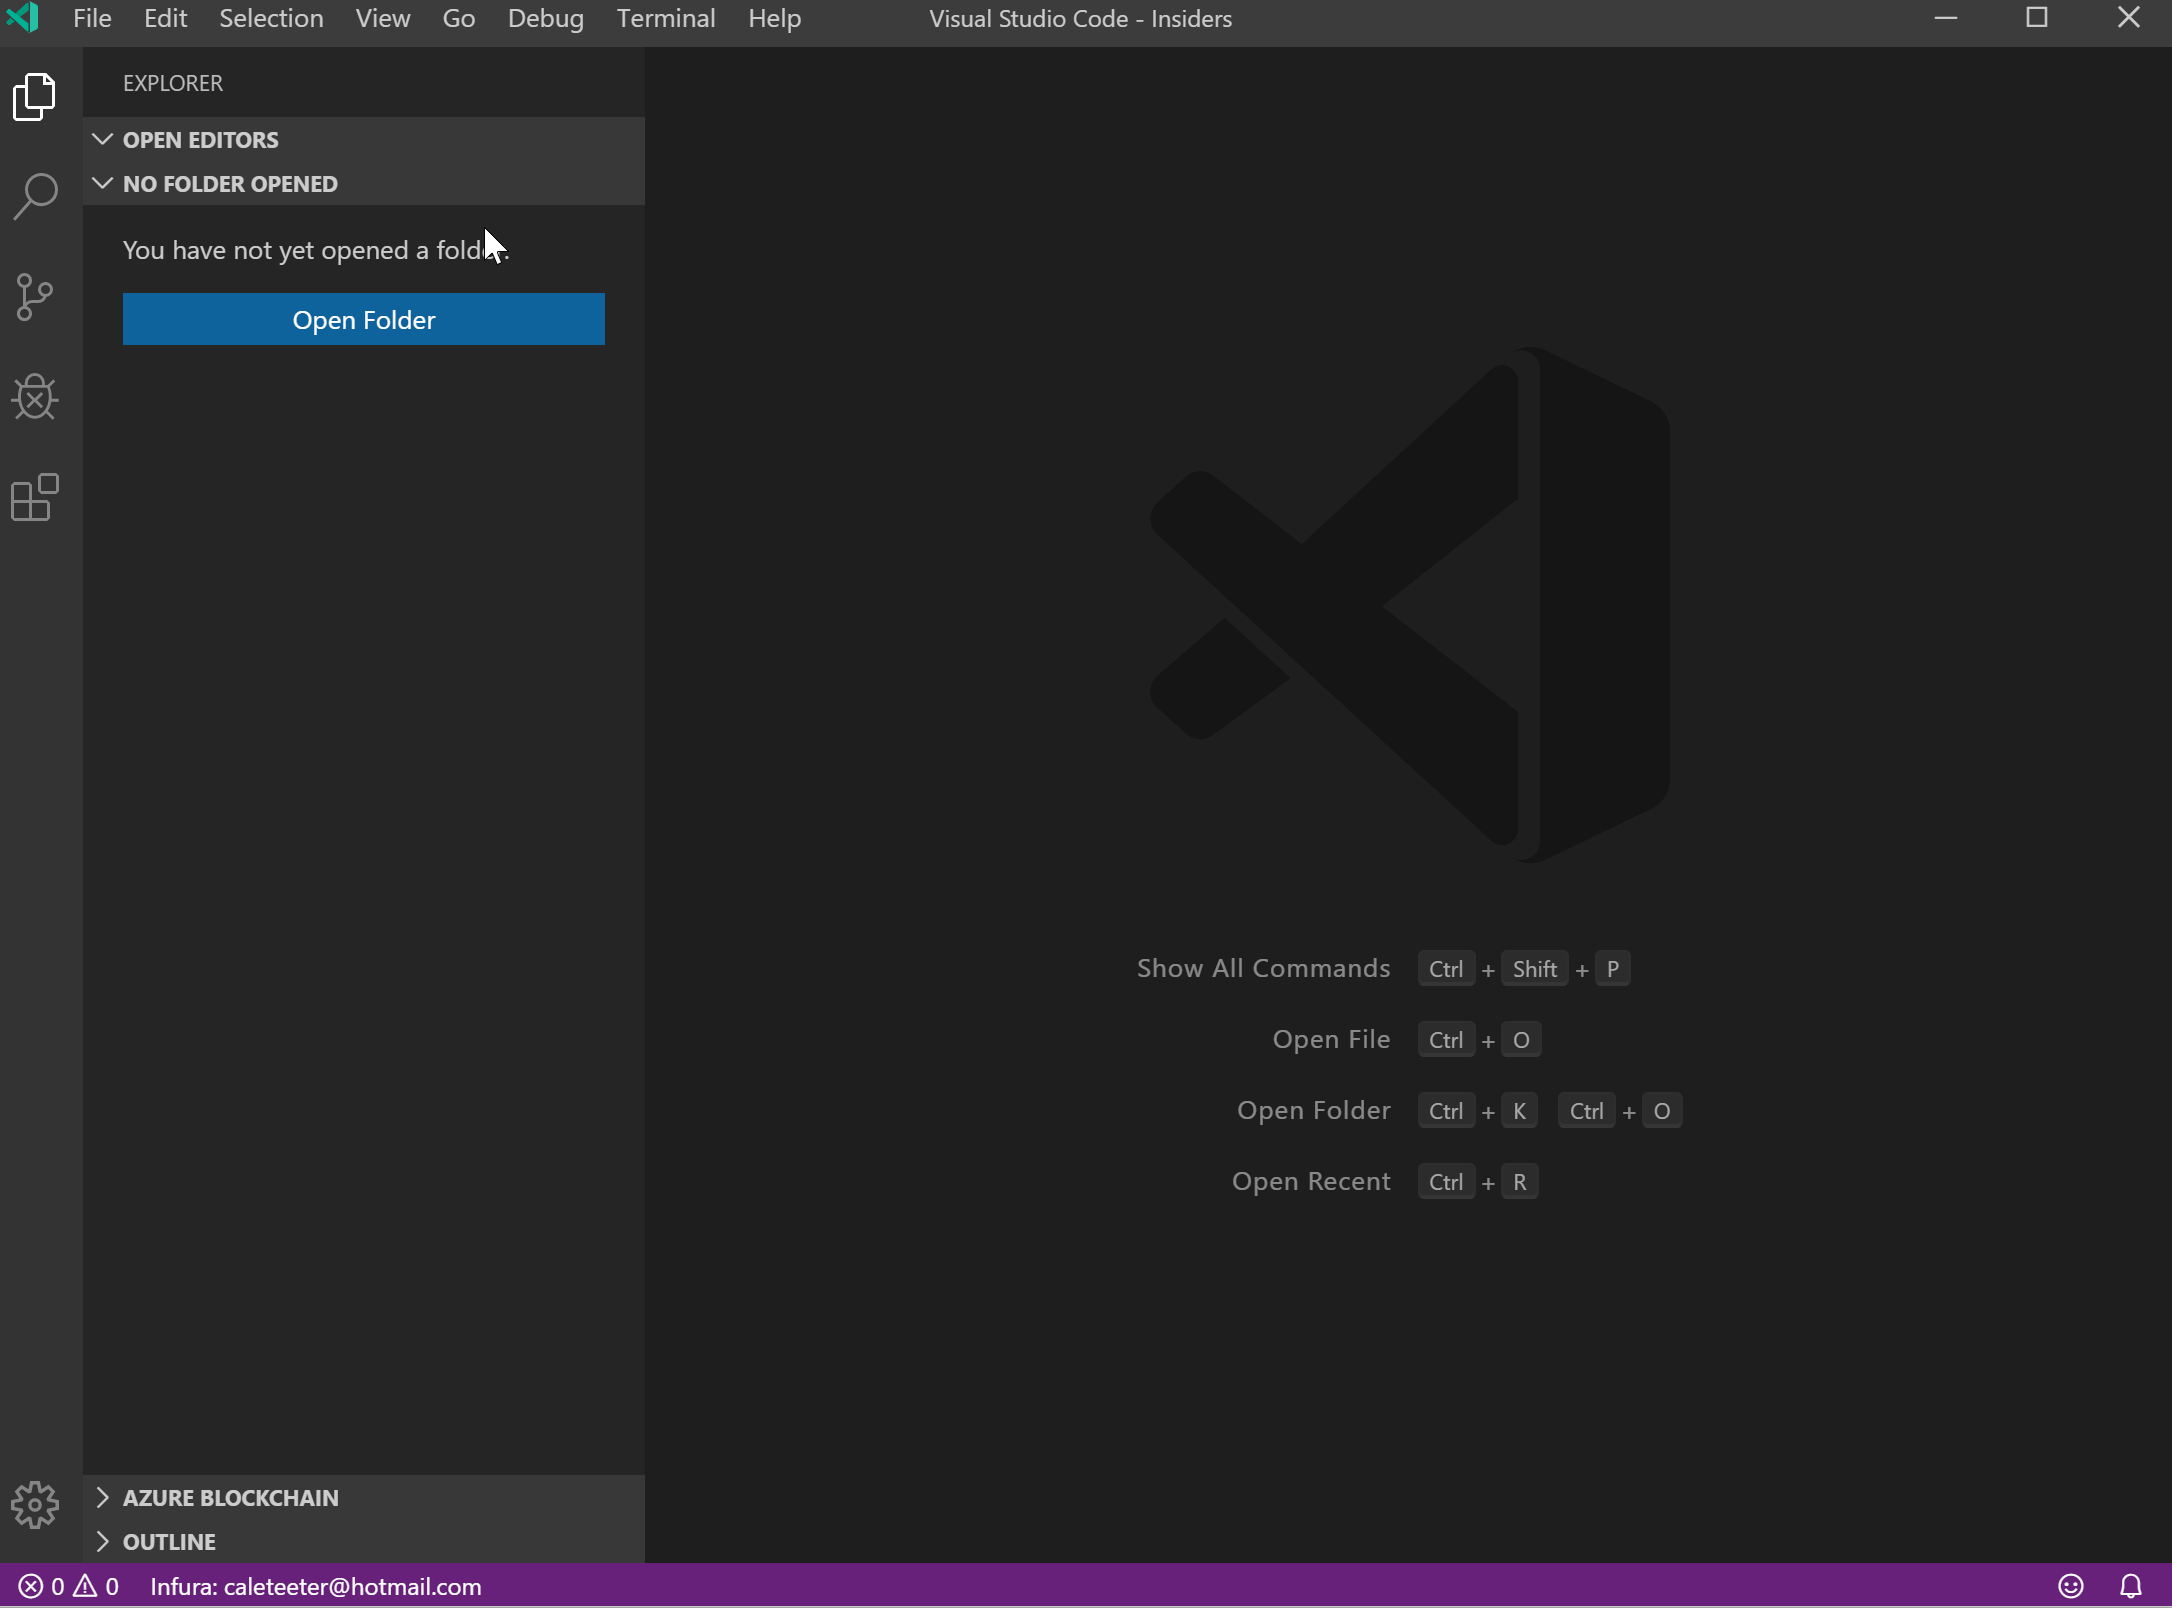 File Edit Selection View Go Debug Terminal Help Visual Studio Code - Insiders
EXPLORER
OPEN EDITORS
NO FOLDER OPENED
You have not yet opened a folder.
Open Folder
Show All Commands Ctrl + Shift + P
Open File Ctrl + O
Open Folder Ctrl + K Ctrl + O
Open Recent Ctrl + R
AZURE BLOCKCHAIN
OUTLINE
0 0 Infura: caleteeter@hotmail.com